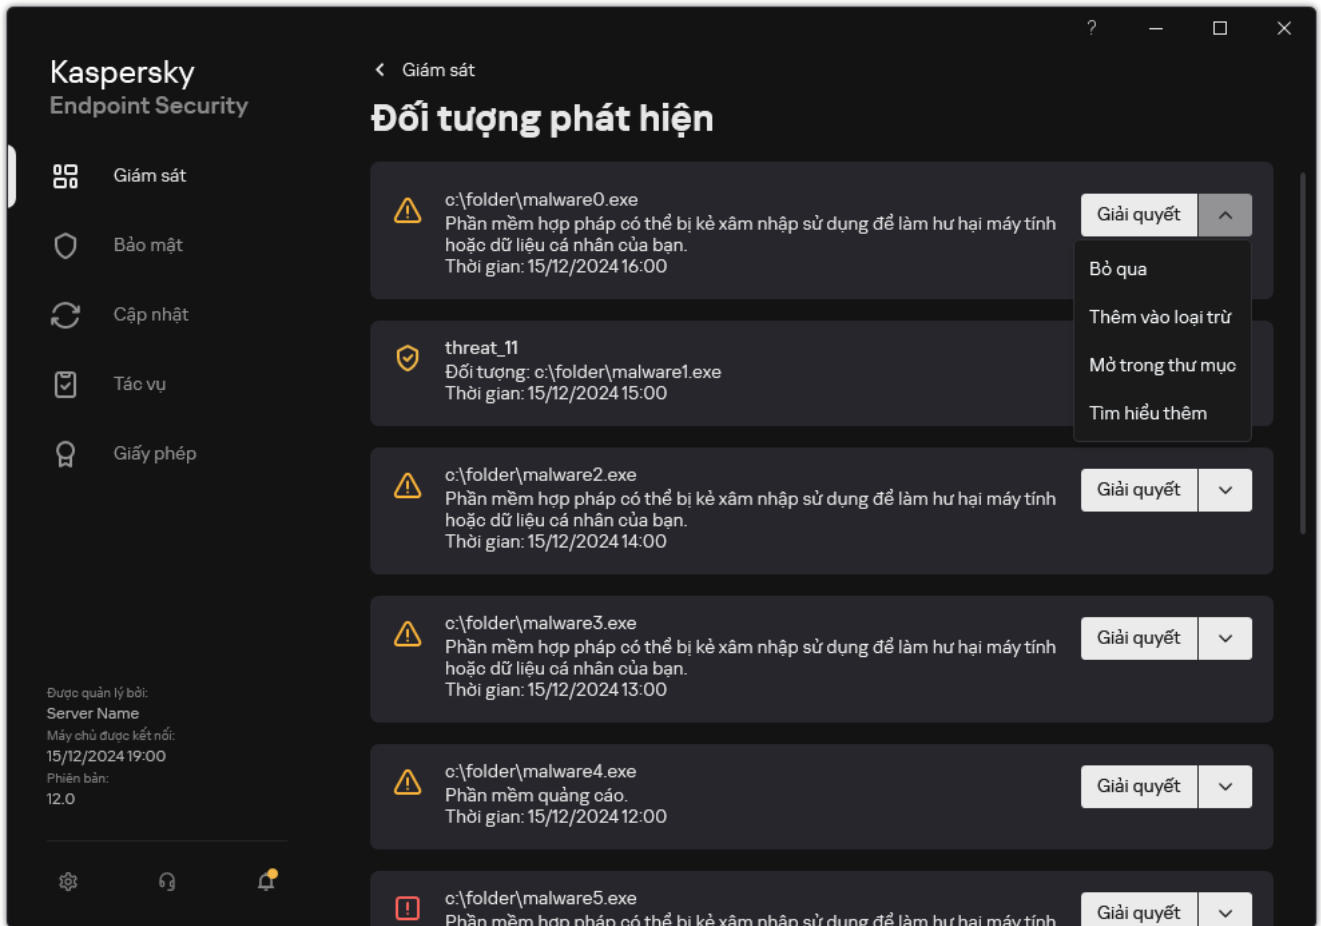 ?
Kaspersky
Endpoint Security
Giám sát
Bảo mật
Cập nhật
Tác vụ
Giấy phép
Được quản lý bởi:
Server Name
Máy chủ được kết nối:
15/12/2024 19:00
Phiên bản:
12.0
Giám sát
Đối tượng phát hiện
c:\folder\malware0.exe
Phần mềm hợp pháp có thể bị kẻ xâm nhập sử dụng để làm hư hại máy tính
hoặc dữ liệu cá nhân của bạn.
Thời gian: 15/12/2024 16:00
Giải quyết
Bỏ qua
Thêm vào loại trừ
Mở trong thư mục
Tìm hiểu thêm
threat_11
Đối tượng: c:\folder\malware1.exe
Thời gian: 15/12/2024 15:00
c:\folder\malware2.exe
Phần mềm hợp pháp có thể bị kẻ xâm nhập sử dụng để làm hư hại máy tính
hoặc dữ liệu cá nhân của bạn.
Thời gian: 15/12/2024 14:00
Giải quyết
c:\folder\malware3.exe
Phần mềm hợp pháp có thể bị kẻ xâm nhập sử dụng để làm hư hại máy tính
hoặc dữ liệu cá nhân của bạn.
Thời gian: 15/12/2024 13:00
Giải quyết
c:\folder\malware4.exe
Phần mềm quảng cáo.
Thời gian: 15/12/2024 12:00
Giải quyết
c:\folder\malware5.exe
Phần mềm hợp pháp có thể bị kẻ xâm nhập sử dụng để làm hư hại máy tính
Giải quyết